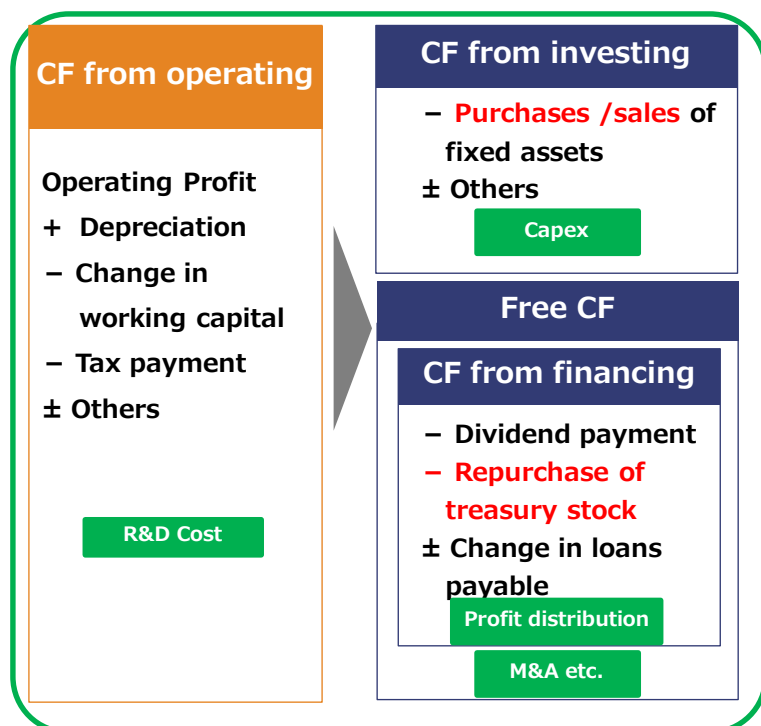 CF from operating
Operating Profit
+ Depreciation
− Change in
working capital
− Tax payment
± Others
R&D Cost
CF from investing
− Purchases /sales of
fixed assets
± Others
Capex
Free CF
CF from financing
− Dividend payment
− Repurchase of
treasury stock
± Change in loans
payable
Profit distribution
M&A etc.